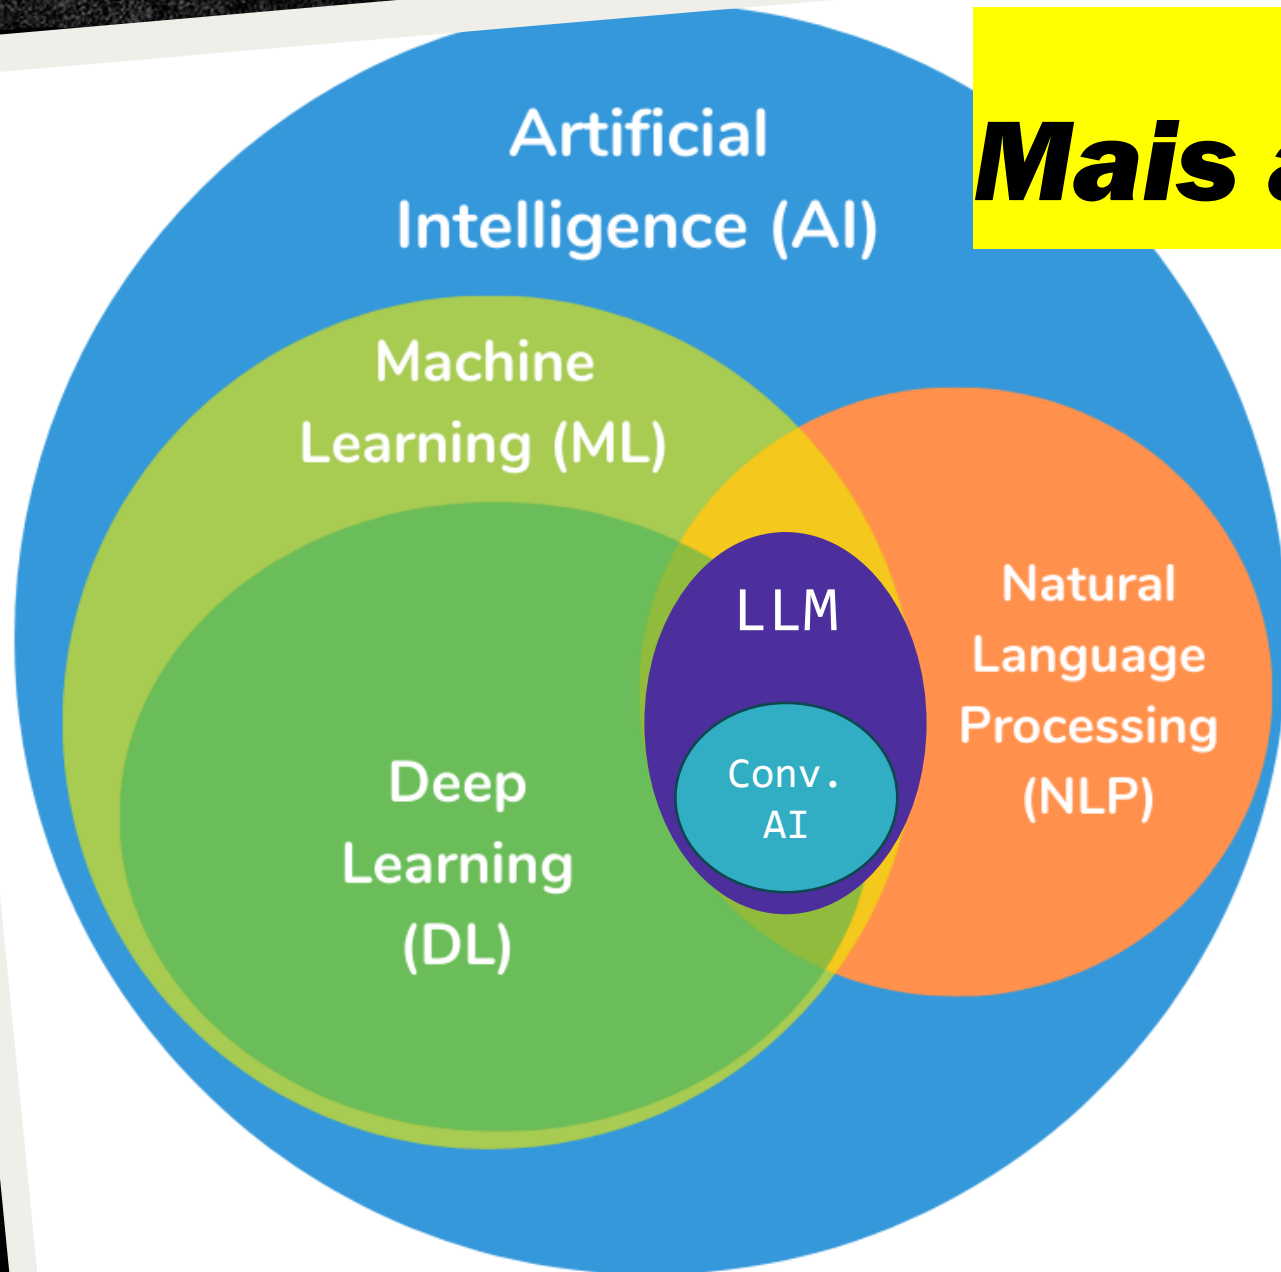 Artificial
Intelligence (AI)
Mais
Machine
Learning (ML)
Natural
Language
Processing
(NLP)
LLM
Conv.
AI
Deep
Learning
(DL)